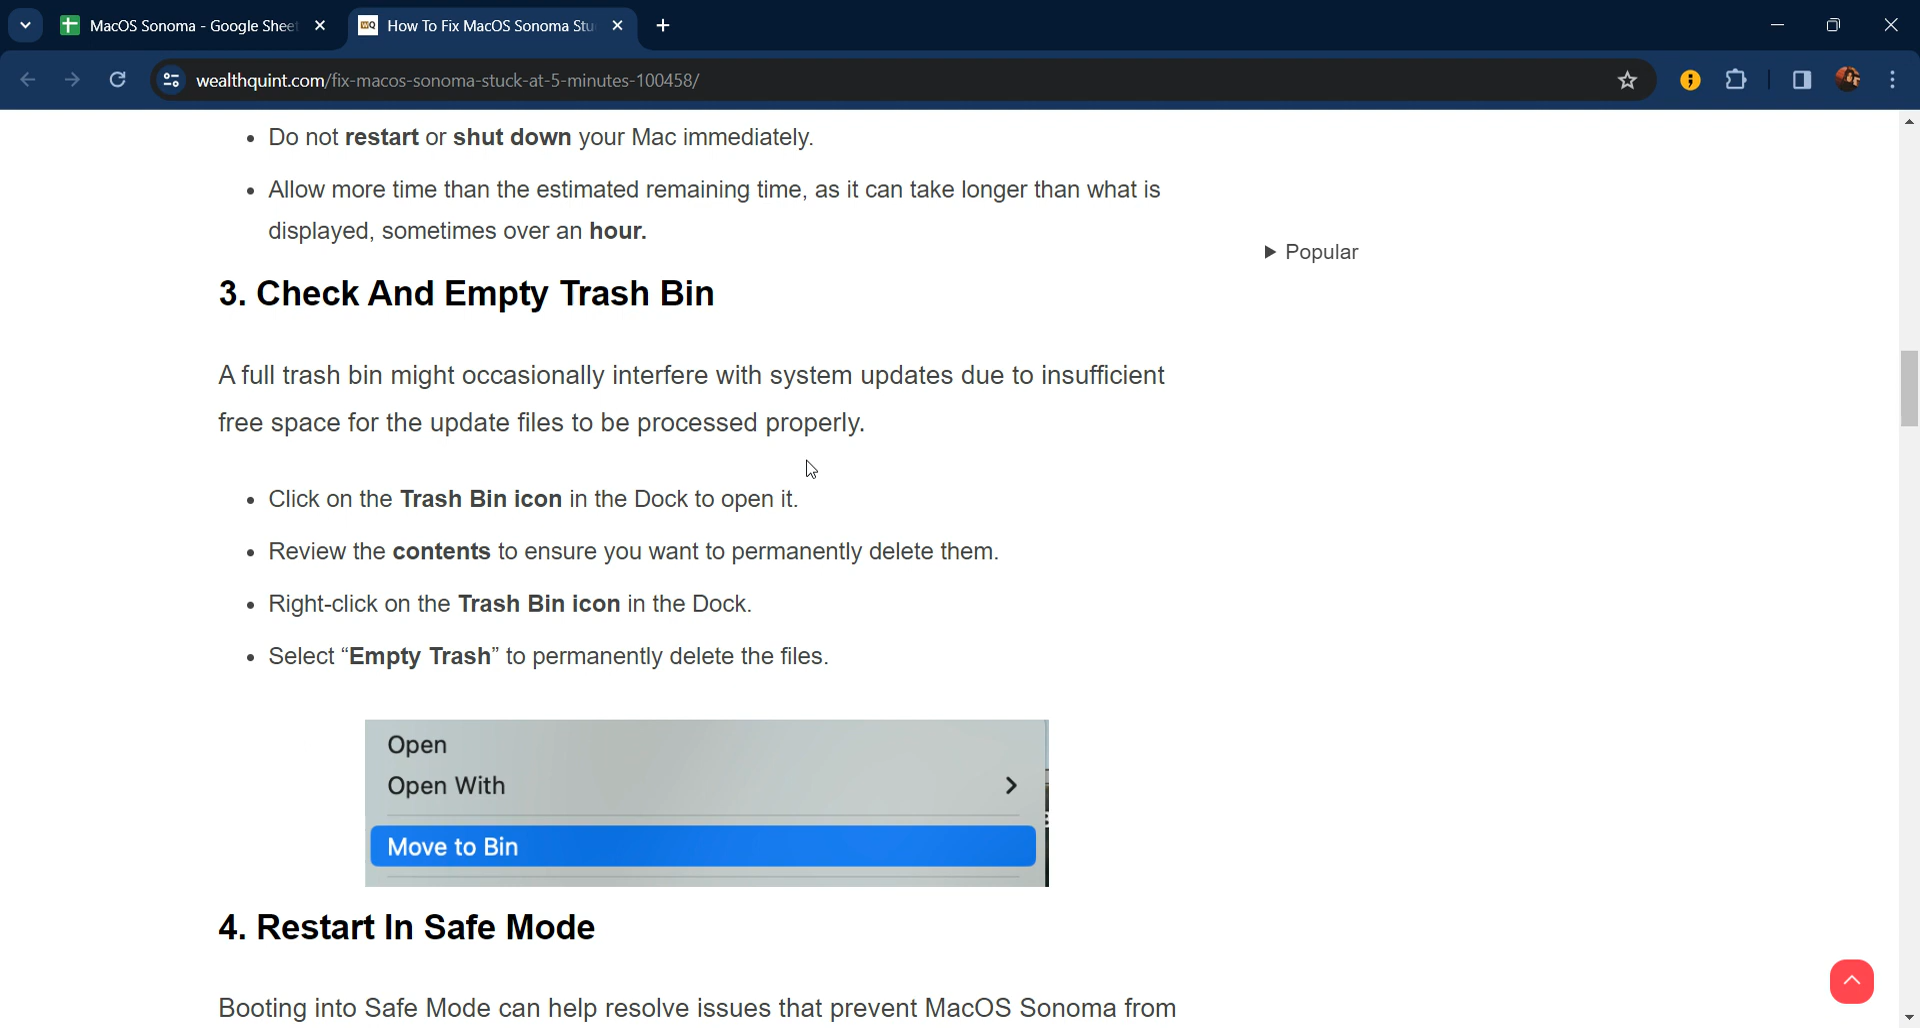 MacOS Sonoma - Google Sheet
How To Fix MacOS Sonoma Stu
wealthquint.com/fix-macos-sonoma-stuck-at-5-minutes-100458/
• Do not restart or shut down your Mac immediately.
• Allow more time than the estimated remaining time, as it can take longer than what is
displayed, sometimes over an hour.
▶ Popular
3. Check And Empty Trash Bin
A full trash bin might occasionally interfere with system updates due to insufficient
free space for the update files to be processed properly.
• Click on the Trash Bin icon in the Dock to open it.
• Review the contents to ensure you want to permanently delete them.
• Right-click on the Trash Bin icon in the Dock.
• Select “Empty Trash” to permanently delete the files.
Open
Open With
Move to Bin
4. Restart In Safe Mode
Booting into Safe Mode can help resolve issues that prevent MacOS Sonoma from